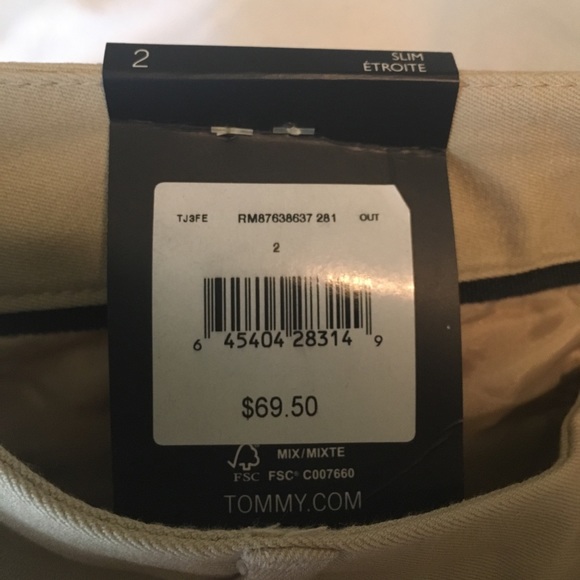 2 SLIM
ÉTROITE
TJ3FE RM87638637 281 OUT
2
6 45404 28314 9
$69.50
MIX/MIXTE
FSC FSC® C007660
TOMMY.COM